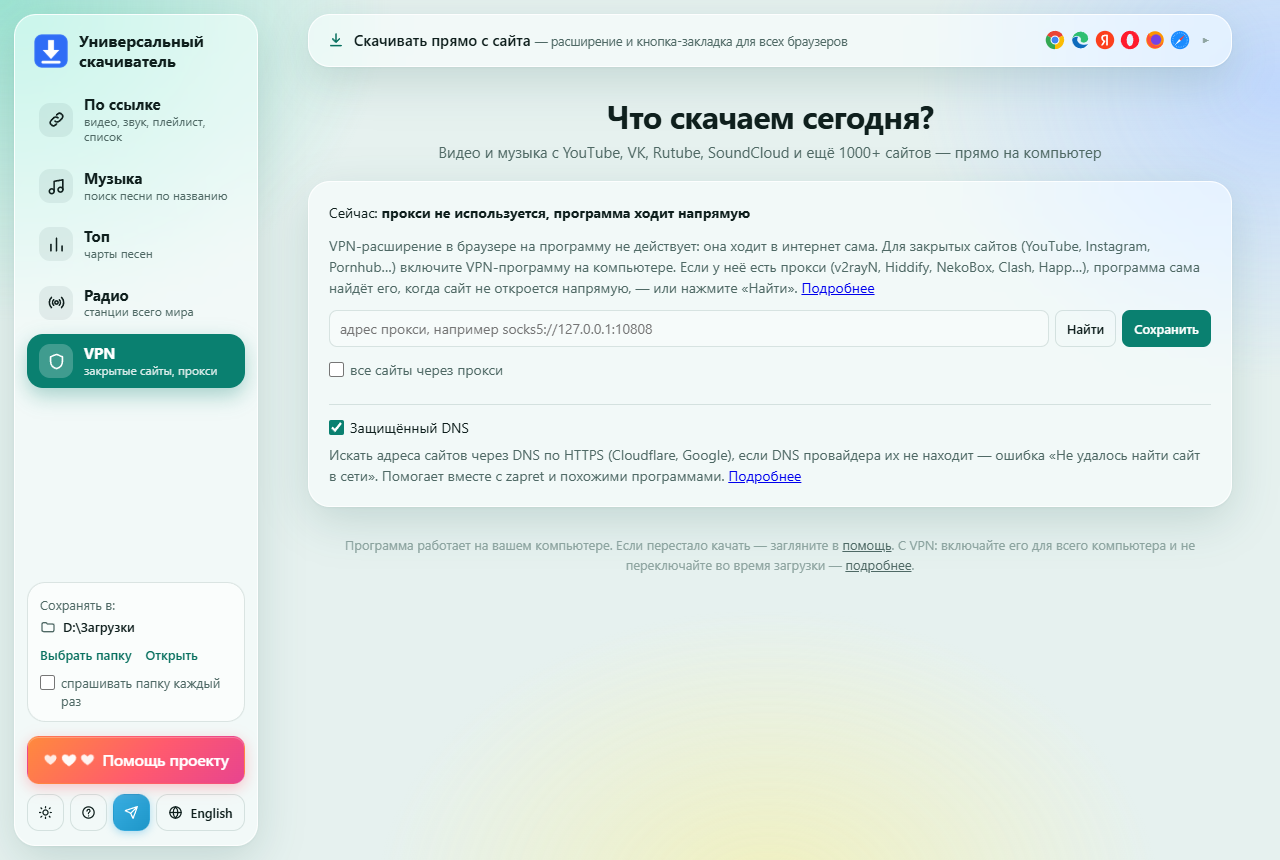 Универсальный
скачиватель
По ссылке
видео, звук, плейлист,
список
Музыка
поиск песни по названию
Топ
чарты песен
Радио
станции всего мира
VPN
закрытые сайты, прокси
Сохранять в:
D:\Загрузки
Выбрать папку Открыть
спрашивать папку каждый
раз
Помощь проекту
English
Скачивать прямо с сайта — расширение и кнопка-закладка для всех браузеров
Что скачаем сегодня?
Видео и музыка с YouTube, VK, Rutube, SoundCloud и ещё 1000+ сайтов — прямо на компьютер
Сейчас: прокси не используется, программа ходит напрямую
VPN-расширение в браузере на программу не действует: она ходит в интернет сама. Для закрытых сайтов (YouTube, Instagram,
Pornhub…) включите VPN-программу на компьютере. Если у неё есть прокси (v2rayN, Hiddify, NekoBox, Clash, Happ…), программа сама
найдёт его, когда сайт не откроется напрямую, — или нажмите «Найти». Подробнее
адрес прокси, например socks5://127.0.0.1:10808 Найти Сохранить
все сайты через прокси
Защищённый DNS
Искать адреса сайтов через DNS по HTTPS (Cloudflare, Google), если DNS провайдера их не находит — ошибка «Не удалось найти сайт
в сети». Помогает вместе с zapret и похожими программами. Подробнее
Программа работает на вашем компьютере. Если перестало качать — загляните в помощь. С VPN: включайте его для всего компьютера и не
переключайте во время загрузки — подробнее.